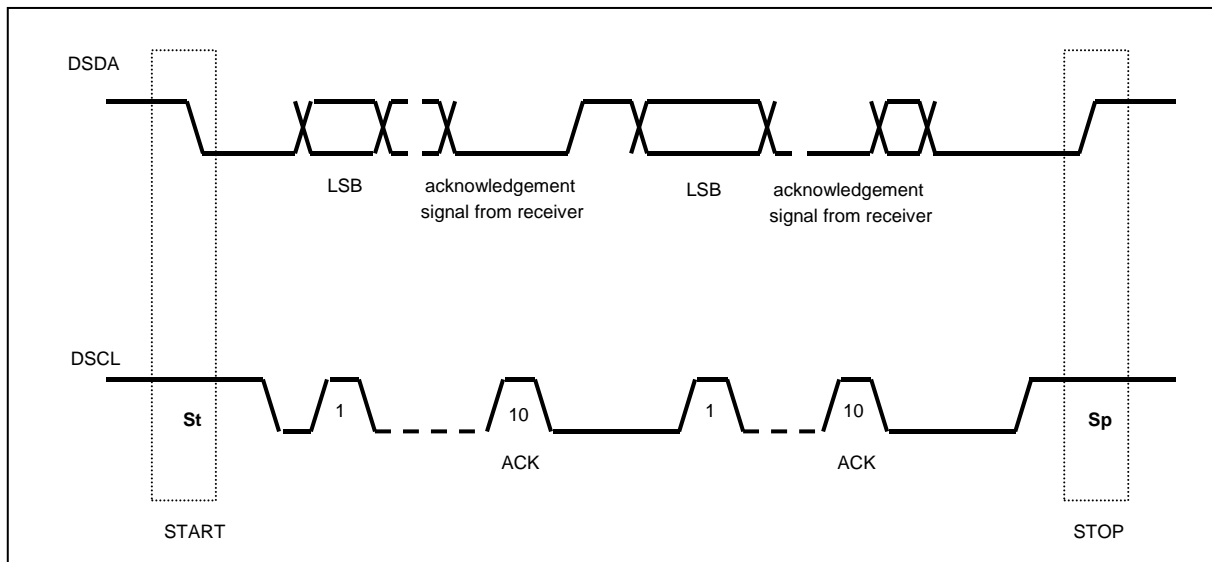 DSDA
LSB
acknowledgement
signal from receiver
LSB
acknowledgement
signal from receiver
DSCL
St
1
10
1
10
Sp
ACK
ACK
START
STOP